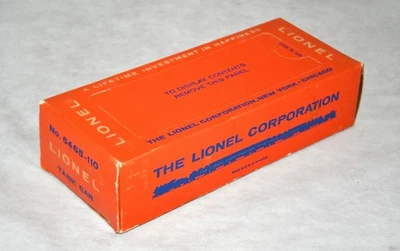 A LIFETIME INVESTMENT IN HAPPINESS
LIONEL
LIONEL
TO DISPLAY CONTENTS
REMOVE THIS PANEL
THE LIONEL CORPORATION, NEW YORK - CHICAGO
No. 6465-110
LIONEL
TANK CAR
THE LIONEL CORPORATION